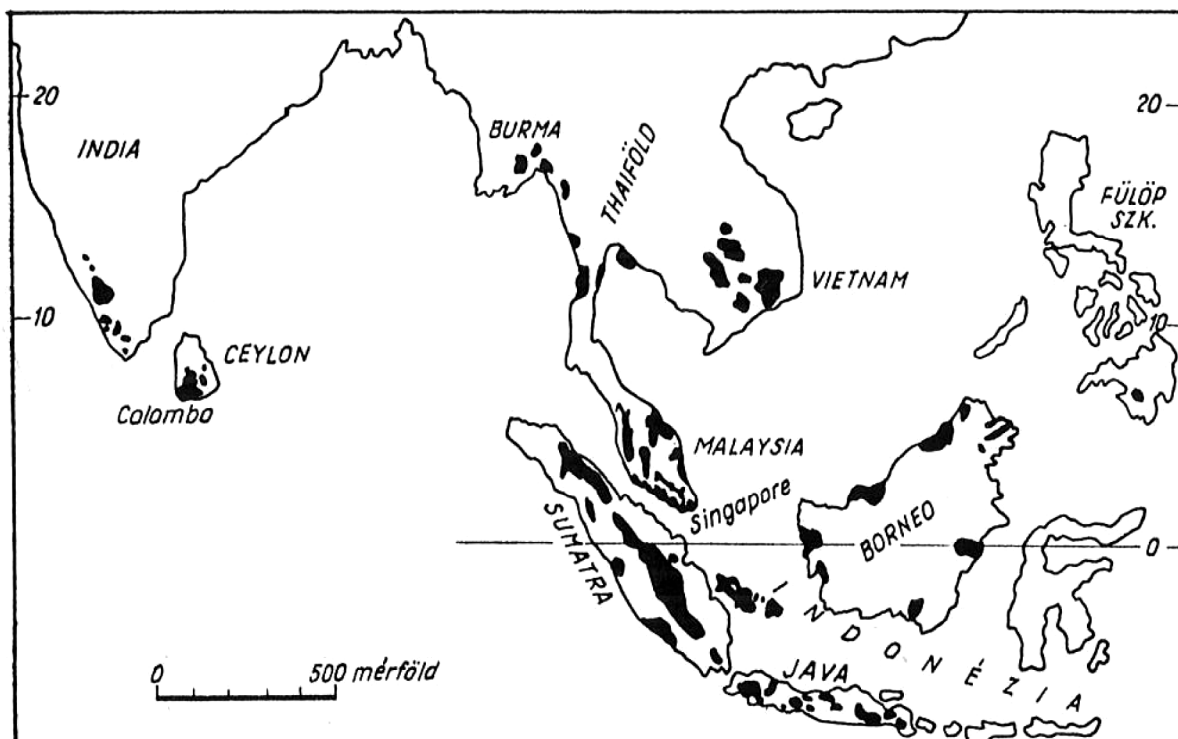 20
20
INDIA
BURMA
THAIFÖLD
FÜLÖP
SZK.
VIETNAM
10
10
CEYLON
Colombo
MALAYSIA
Singapore
SUMATRA
BORNEO
0
INDONÉZIA
JAVA
0 500 mérföld